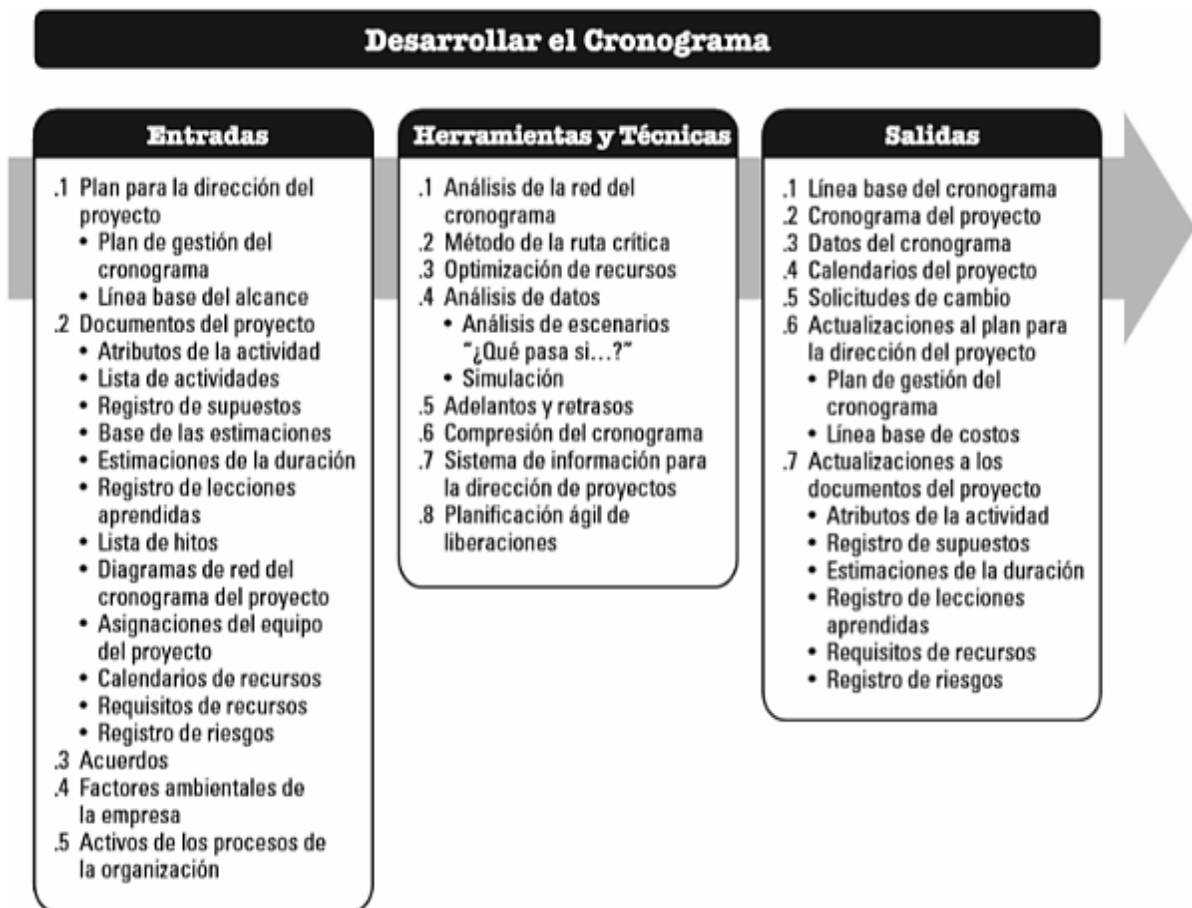 Desarrollar el Cronograma
Entradas
.1 Plan para la dirección del
proyecto
• Plan de gestión del
cronograma
• Línea base del alcance
.2 Documentos del proyecto
• Atributos de la actividad
• Lista de actividades
• Registro de supuestos
• Base de las estimaciones
• Estimaciones de la duración
• Registro de lecciones
aprendidas
• Lista de hitos
• Diagramas de red del
cronograma del proyecto
• Asignaciones del equipo
del proyecto
• Calendarios de recursos
• Requisitos de recursos
• Registro de riesgos
.3 Acuerdos
.4 Factores ambientales de
la empresa
.5 Activos de los procesos de
la organización
Herramientas y Técnicas
.1 Análisis de la red del
cronograma
.2 Método de la ruta crítica
.3 Optimización de recursos
.4 Análisis de datos
• Análisis de escenarios
"¿Qué pasa si...?"
• Simulación
.5 Adelantos y retrasos
.6 Compresión del cronograma
.7 Sistema de información para
la dirección de proyectos
.8 Planificación ágil de
liberaciones
Salidas
.1 Línea base del cronograma
.2 Cronograma del proyecto
.3 Datos del cronograma
.4 Calendarios del proyecto
.5 Solicitudes de cambio
.6 Actualizaciones al plan para
la dirección del proyecto
• Plan de gestión del
cronograma
• Línea base de costos
.7 Actualizaciones a los
documentos del proyecto
• Atributos de la actividad
• Registro de supuestos
• Estimaciones de la duración
• Registro de lecciones
aprendidas
• Requisitos de recursos
• Registro de riesgos